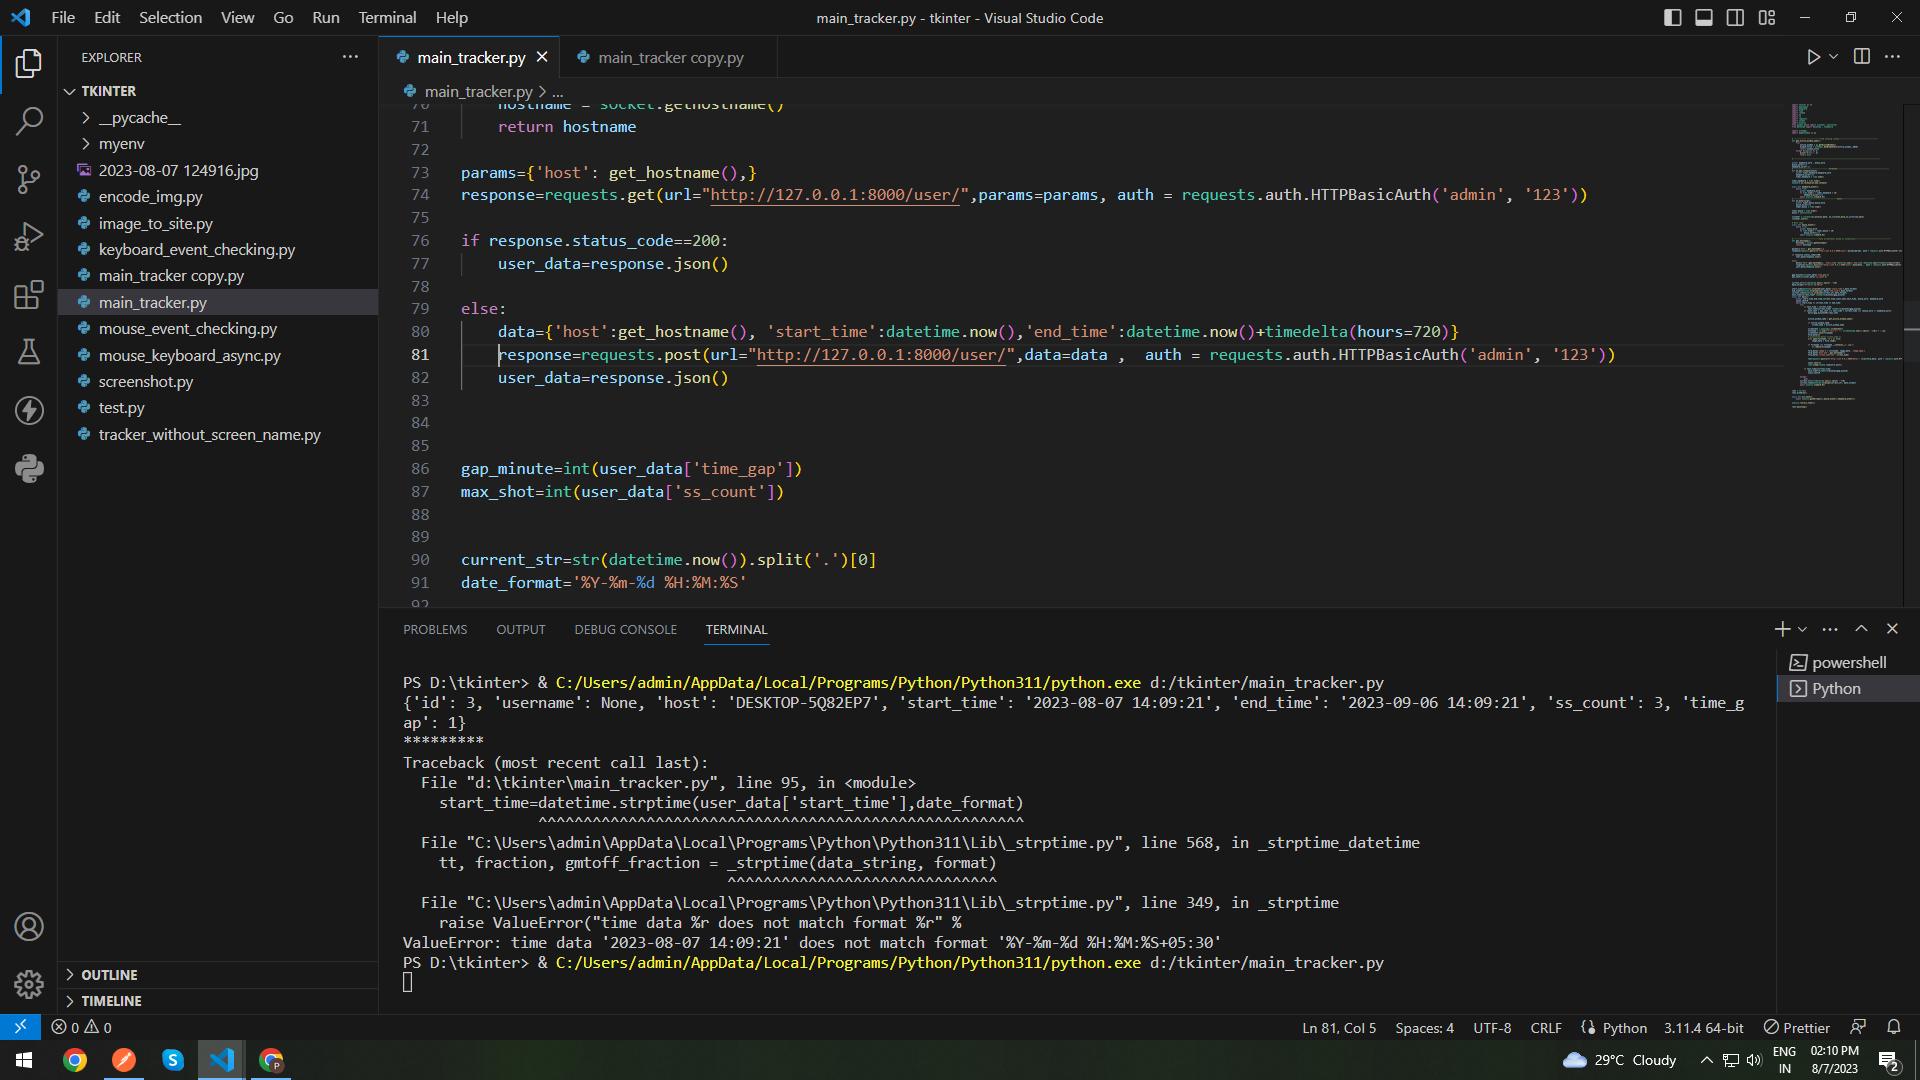 File Edit Selection View Go Run Terminal Help
main_tracker.py - tkinter - Visual Studio Code
EXPLORER
TKINTER
__pycache__
myenv
2023-08-07 124916.jpg
encode_img.py
image_to_site.py
keyboard_event_checking.py
main_tracker copy.py
main_tracker.py
mouse_event_checking.py
mouse_keyboard_async.py
screenshot.py
test.py
tracker_without_screen_name.py
OUTLINE
TIMELINE
main_tracker.py
main_tracker copy.py
main_tracker.py > ...
70 hostname = socket.gethostname()
71 return hostname
72
73 params={'host': get_hostname(),}
74 response=requests.get(url="http://127.0.0.1:8000/user/",params=params, auth = requests.auth.HTTPBasicAuth('admin', '123'))
75
76 if response.status_code==200:
77 user_data=response.json()
78
79 else:
80 data={'host':get_hostname(), 'start_time':datetime.now(),'end_time':datetime.now()+timedelta(hours=720)}
81 response=requests.post(url="http://127.0.0.1:8000/user/",data=data , auth = requests.auth.HTTPBasicAuth('admin', '123'))
82 user_data=response.json()
83
84
85
86 gap_minute=int(user_data['time_gap'])
87 max_shot=int(user_data['ss_count'])
88
89
90 current_str=str(datetime.now()).split('.')[0]
91 date_format='%Y-%m-%d %H:%M:%S'
92
PROBLEMS OUTPUT DEBUG CONSOLE TERMINAL
powershell
Python
PS D:\tkinter> & C:/Users/admin/AppData/Local/Programs/Python/Python311/python.exe d:/tkinter/main_tracker.py
{'id': 3, 'username': None, 'host': 'DESKTOP-5Q82EP7', 'start_time': '2023-08-07 14:09:21', 'end_time': '2023-09-06 14:09:21', 'ss_count': 3, 'time_g
ap': 1}
*********
Traceback (most recent call last):
File "d:\tkinter\main_tracker.py", line 95, in <module>
start_time=datetime.strptime(user_data['start_time'],date_format)
^^^^^^^^^^^^^^^^^^^^^^^^^^^^^^^^^^^^^^^^^^^^^^^^^^^^^^
File "C:\Users\admin\AppData\Local\Programs\Python\Python311\Lib\_strptime.py", line 568, in _strptime_datetime
tt, fraction, gmtoff_fraction = _strptime(data_string, format)
^^^^^^^^^^^^^^^^^^^^^^^^^^^^^^
File "C:\Users\admin\AppData\Local\Programs\Python\Python311\Lib\_strptime.py", line 349, in _strptime
raise ValueError("time data %r does not match format %r" %
ValueError: time data '2023-08-07 14:09:21' does not match format '%Y-%m-%d %H:%M:%S+05:30'
PS D:\tkinter> & C:/Users/admin/AppData/Local/Programs/Python/Python311/python.exe d:/tkinter/main_tracker.py
0 0
Ln 81, Col 5 Spaces: 4 UTF-8 CRLF Python 3.11.4 64-bit Prettier
29°C Cloudy
ENG
IN
02:10 PM
8/7/2023
2